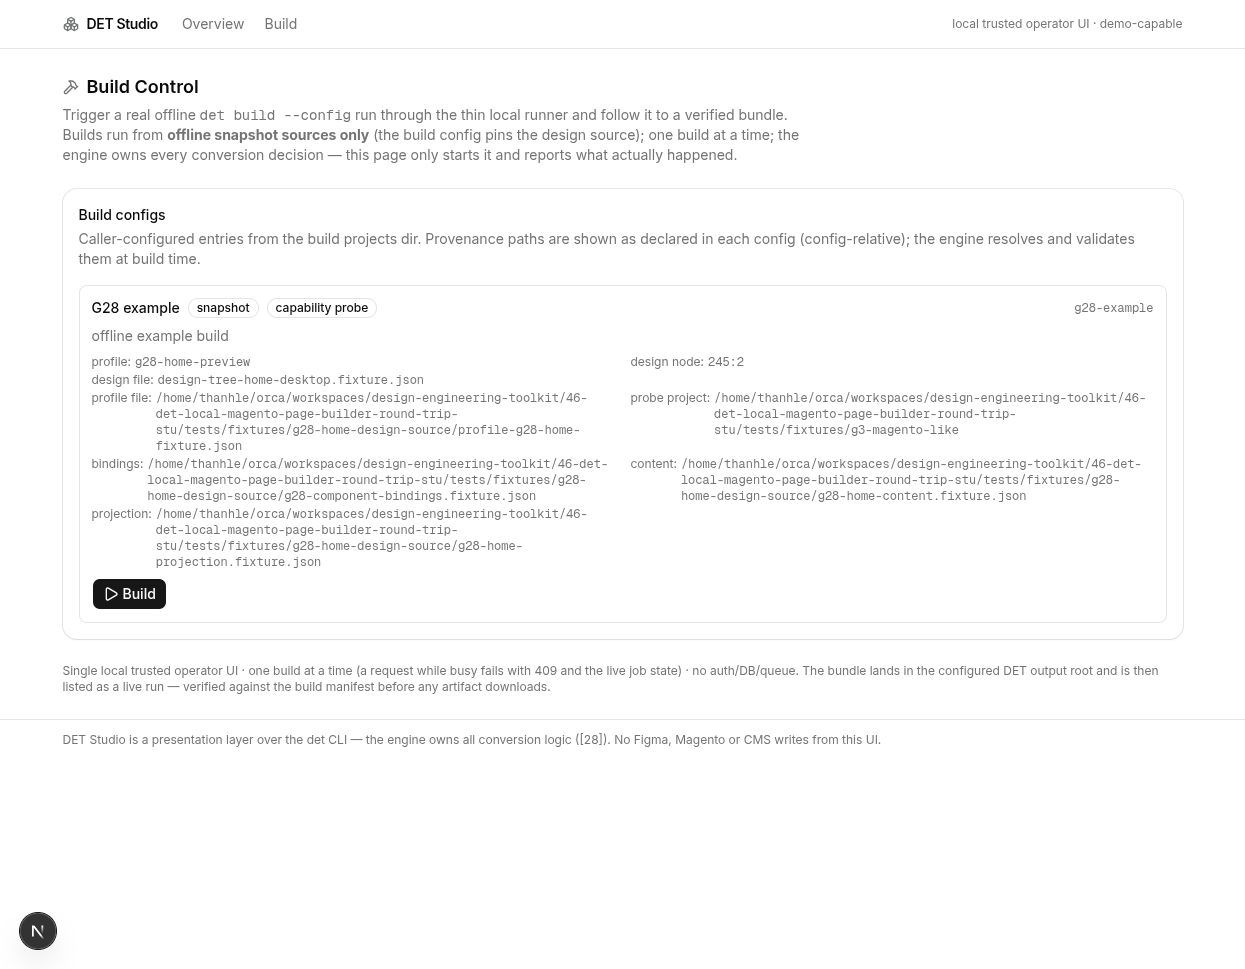 DET Studio Overview Build local trusted operator UI · demo-capable
Build Control
Trigger a real offline det build --config run through the thin local runner and follow it to a verified bundle.
Builds run from offline snapshot sources only (the build config pins the design source); one build at a time; the
engine owns every conversion decision — this page only starts it and reports what actually happened.
Build configs
Caller-configured entries from the build projects dir. Provenance paths are shown as declared in each config (config-relative); the engine resolves and validates
them at build time.
G28 example snapshot capability probe g28-example
offline example build
profile: g28-home-preview
design node: 245:2
design file: design-tree-home-desktop.fixture.json
profile file: /home/thanhle/orca/workspaces/design-engineering-toolkit/46-
det-local-magento-page-builder-round-trip-
stu/tests/fixtures/g28-home-design-source/profile-g28-home-
fixture.json
probe project: /home/thanhle/orca/workspaces/design-engineering-toolkit/46-
det-local-magento-page-builder-round-trip-
stu/tests/fixtures/g3-magento-like
bindings: /home/thanhle/orca/workspaces/design-engineering-toolkit/46-det-
local-magento-page-builder-round-trip-stu/tests/fixtures/g28-
home-design-source/g28-component-bindings.fixture.json
content: /home/thanhle/orca/workspaces/design-engineering-toolkit/46-det-
local-magento-page-builder-round-trip-stu/tests/fixtures/g28-
home-design-source/g28-home-content.fixture.json
projection: /home/thanhle/orca/workspaces/design-engineering-toolkit/46-
det-local-magento-page-builder-round-trip-
stu/tests/fixtures/g28-home-design-source/g28-home-
projection.fixture.json
Build
Single local trusted operator UI · one build at a time (a request while busy fails with 409 and the live job state) · no auth/DB/queue. The bundle lands in the configured DET output root and is then
listed as a live run — verified against the build manifest before any artifact downloads.
DET Studio is a presentation layer over the det CLI — the engine owns all conversion logic ([28]). No Figma, Magento or CMS writes from this UI.
N